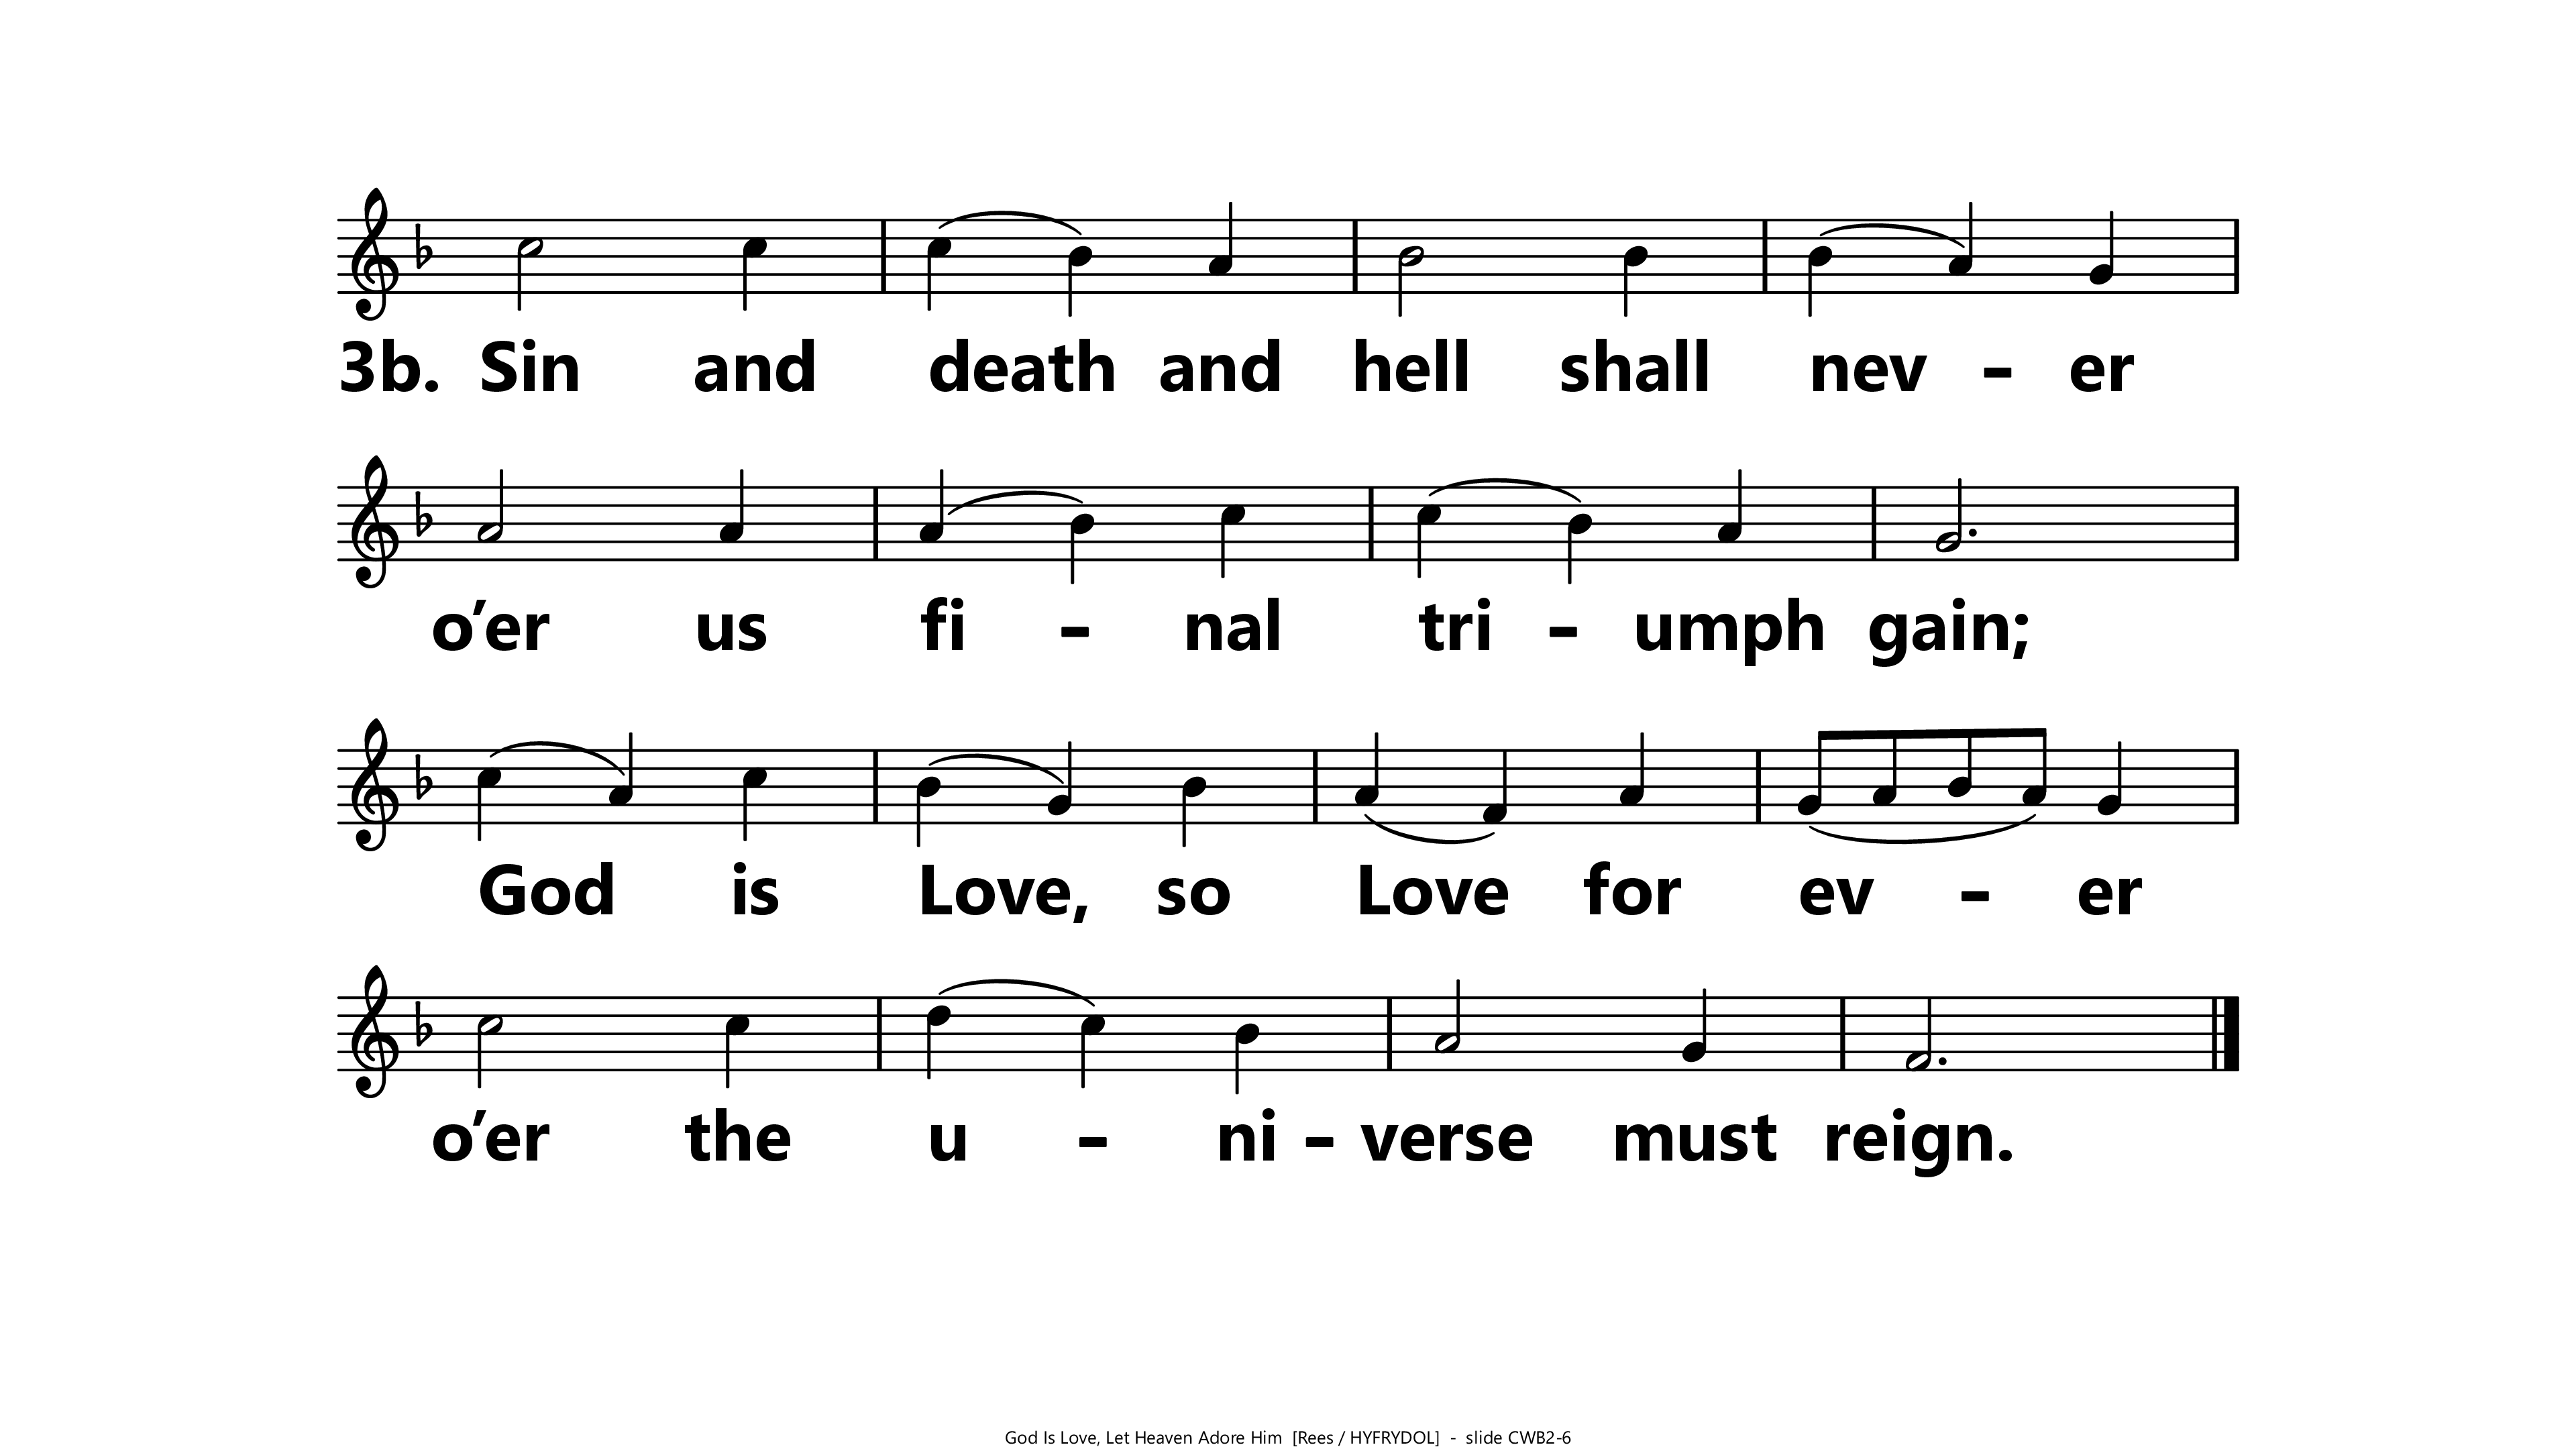 3b. Sin and death and hell shall nev – er
o’er us fi – nal tri – umph gain;
God is Love, so Love for ev – er
o’er the u – ni – verse must reign.
God Is Love, Let Heaven Adore Him [Rees / HYFRYDOL] - slide CWB2-6